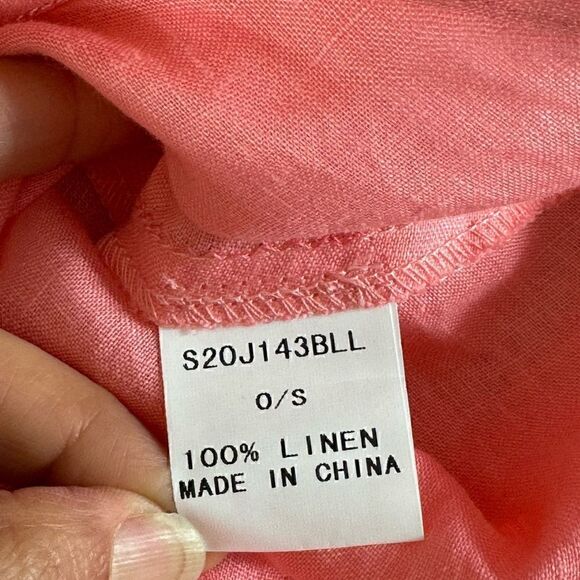 S20J143BLL
O/S
100% LINEN
MADE IN CHINA